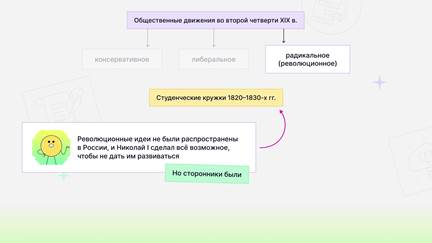 Общественные движения во второй четверти XIX в.
консервативное
либеральное
радикальное
(революционное)
Студенческие кружки 1820–1830-х гг.
Революционные идеи не были распространены
в России, и Николай I сделал всё возможное,
чтобы не дать им развиваться
Но сторонники были